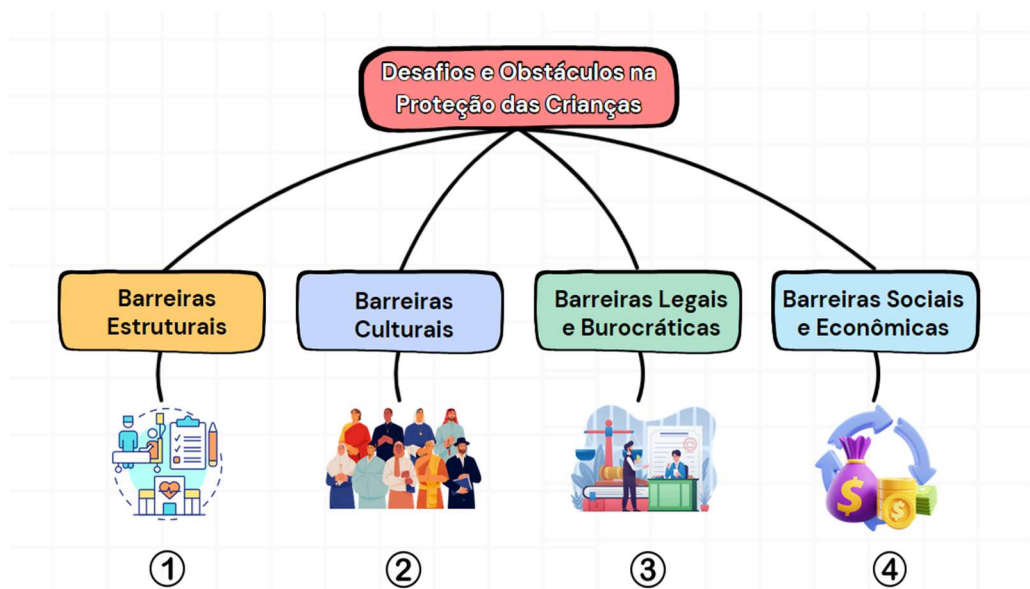 Desafios e Obstáculos na
Proteção das Crianças
Barreiras
Estruturais
Barreiras
Culturais
Barreiras Legais
e Burocráticas
Barreiras Sociais
e Econômicas
$
$
1
2
3
4